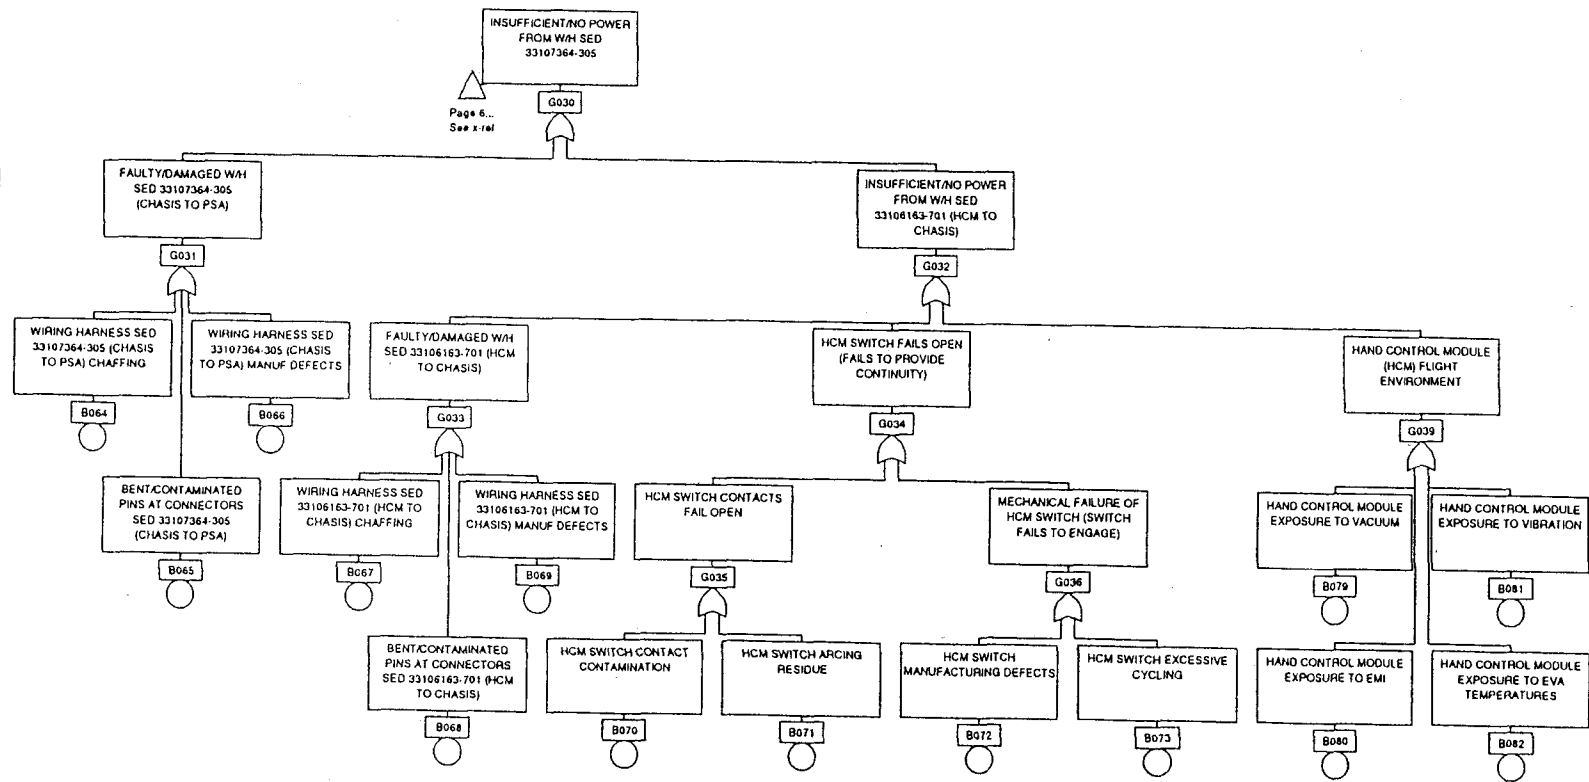 INSUFFICIENT/NO POWER
FROM W/H SED
33107364-305
Page 6...
See x-ref
G030
FAULTY/DAMAGED W/H
SED 33107364-305
(CHASIS TO PSA)
G031
INSUFFICIENT/NO POWER
FROM W/H SED
33106163-701 (HCM TO
CHASIS)
G032
WIRING HARNESS SED
33107364-305 (CHASIS
TO PSA) CHAFFING
B064
WIRING HARNESS SED
33107364-305 (CHASIS
TO PSA) MANUF DEFECTS
B066
FAULTY/DAMAGED W/H
SED 33106163-701 (HCM
TO CHASIS)
G033
HCM SWITCH FAILS OPEN
(FAILS TO PROVIDE
CONTINUITY)
G034
HAND CONTROL MODULE
(HCM) FLIGHT
ENVIRONMENT
G039
BENT/CONTAMINATED
PINS AT CONNECTORS
SED 33107364-305
(CHASIS TO PSA)
B065
WIRING HARNESS SED
33106163-701 (HCM TO
CHASIS) CHAFFING
B067
WIRING HARNESS SED
33106163-701 (HCM TO
CHASIS) MANUF DEFECTS
B069
HCM SWITCH CONTACTS
FAIL OPEN
G035
MECHANICAL FAILURE OF
HCM SWITCH (SWITCH
FAILS TO ENGAGE)
G036
HAND CONTROL MODULE
EXPOSURE TO VACUUM
B079
HAND CONTROL MODULE
EXPOSURE TO VIBRATION
B081
BENT/CONTAMINATED
PINS AT CONNECTORS
SED 33106163-701 (HCM
TO CHASIS)
B068
HCM SWITCH CONTACT
CONTAMINATION
B070
HCM SWITCH ARCING
RESIDUE
B071
HCM SWITCH
MANUFACTURING DEFECTS
B072
HCM SWITCH EXCESSIVE
CYCLING
B073
HAND CONTROL MODULE
EXPOSURE TO EMI
B080
HAND CONTROL MODULE
EXPOSURE TO EVA
TEMPERATURES
B082